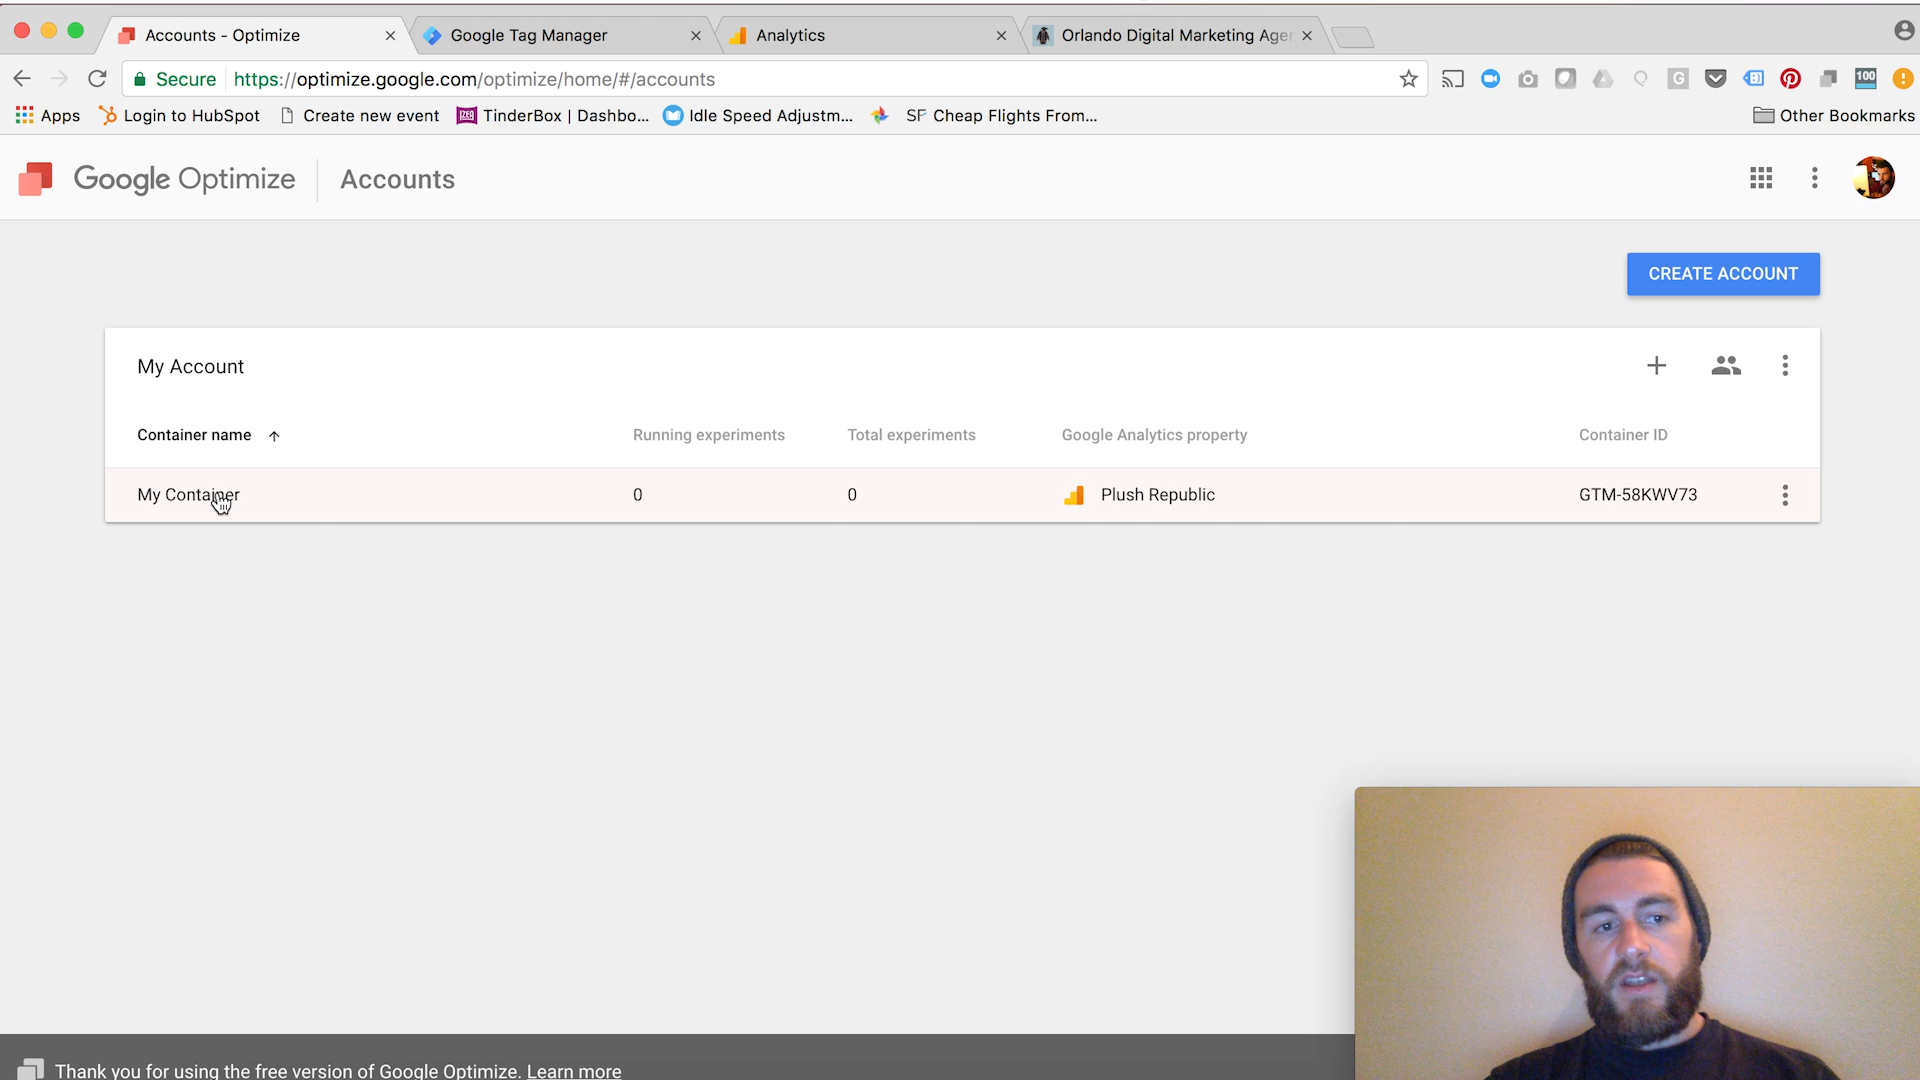 Accounts - Optimize
Google Tag Manager
Analytics
Orlando Digital Marketing Agen
Secure https://optimize.google.com/optimize/home/#/accounts
G
100
Apps
Login to HubSpot
Create new event
IZEA TinderBox | Dashbo...
Idle Speed Adjustm...
SF Cheap Flights From...
Other Bookmarks
Google Optimize
Accounts
CREATE ACCOUNT
My Account
Container name Running experiments Total experiments Google Analytics property Container ID
My Container 0 0 Plush Republic GTM-58KWV73
Thank you for using the free version of Google Optimize. Learn more